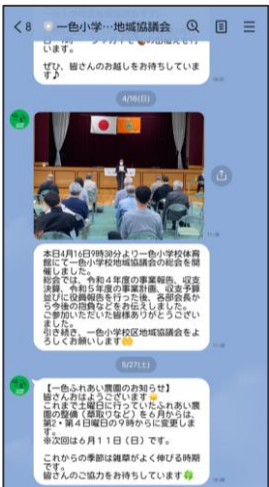 8 一色小学…地域協議会
います。
ぜひ、皆さんのお越しをお待ちしていま
す♪
4/16(日)
本日4月16日9時30分より一色小学校体育
館にて一色小学校地域協議会の総会を開
催しました。
総会では、令和4年度の事業報告、収支
決算、令和5年度の事業計画、収支予算
並びに役員報告を行った後、各部会長か
ら今後の抱負などをお伝えしました。
ご参加いただいた皆様ありがとうござい
ました。
引き続き、一色小学校区地域協議会をよ
ろしくお願いします
5/27(土)
【一色ふれあい農園のお知らせ】
皆さんおはようございます
これまで土曜日に行っていたふれあい農
園の整備（草取りなど）を６月からは、
第2・第４日曜日の９時からに変更しま
す。
※次回は６月１１日（日）です。
これからの季節は雑草がよく伸びる時期
です。
皆さんのご協力をお待ちしています